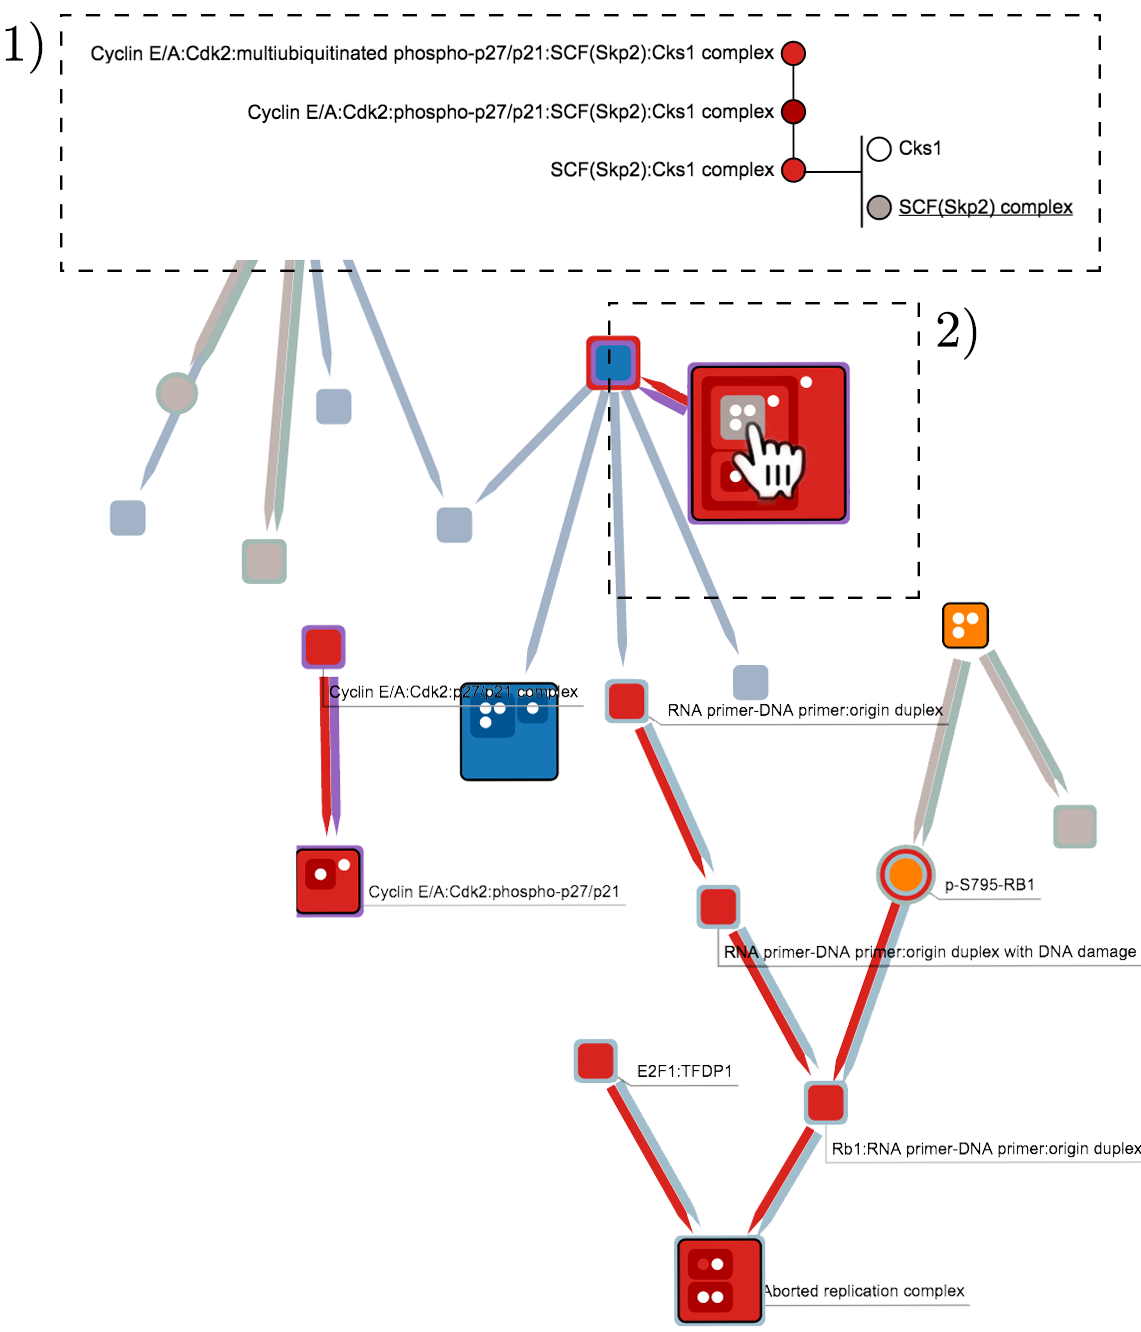 1)
Cyclin E/A:Cdk2:multiubiquitinated phospho-p27/p21:SCF(Skp2):Cks1 complex
Cyclin E/A:Cdk2:phospho-p27/p21:SCF(Skp2):Cks1 complex
SCF(Skp2):Cks1 complex
Cks1
SCF(Skp2) complex
2)
Cyclin E/A:Cdk2:p27/p21 complex
RNA primer-DNA primer:origin duplex
Cyclin E/A:Cdk2:phospho-p27/p21
p-S795-RB1
RNA primer-DNA primer:origin duplex with DNA damage
E2F1:TFDP1
Rb1:RNA primer-DNA primer:origin duplex
Aborted replication complex